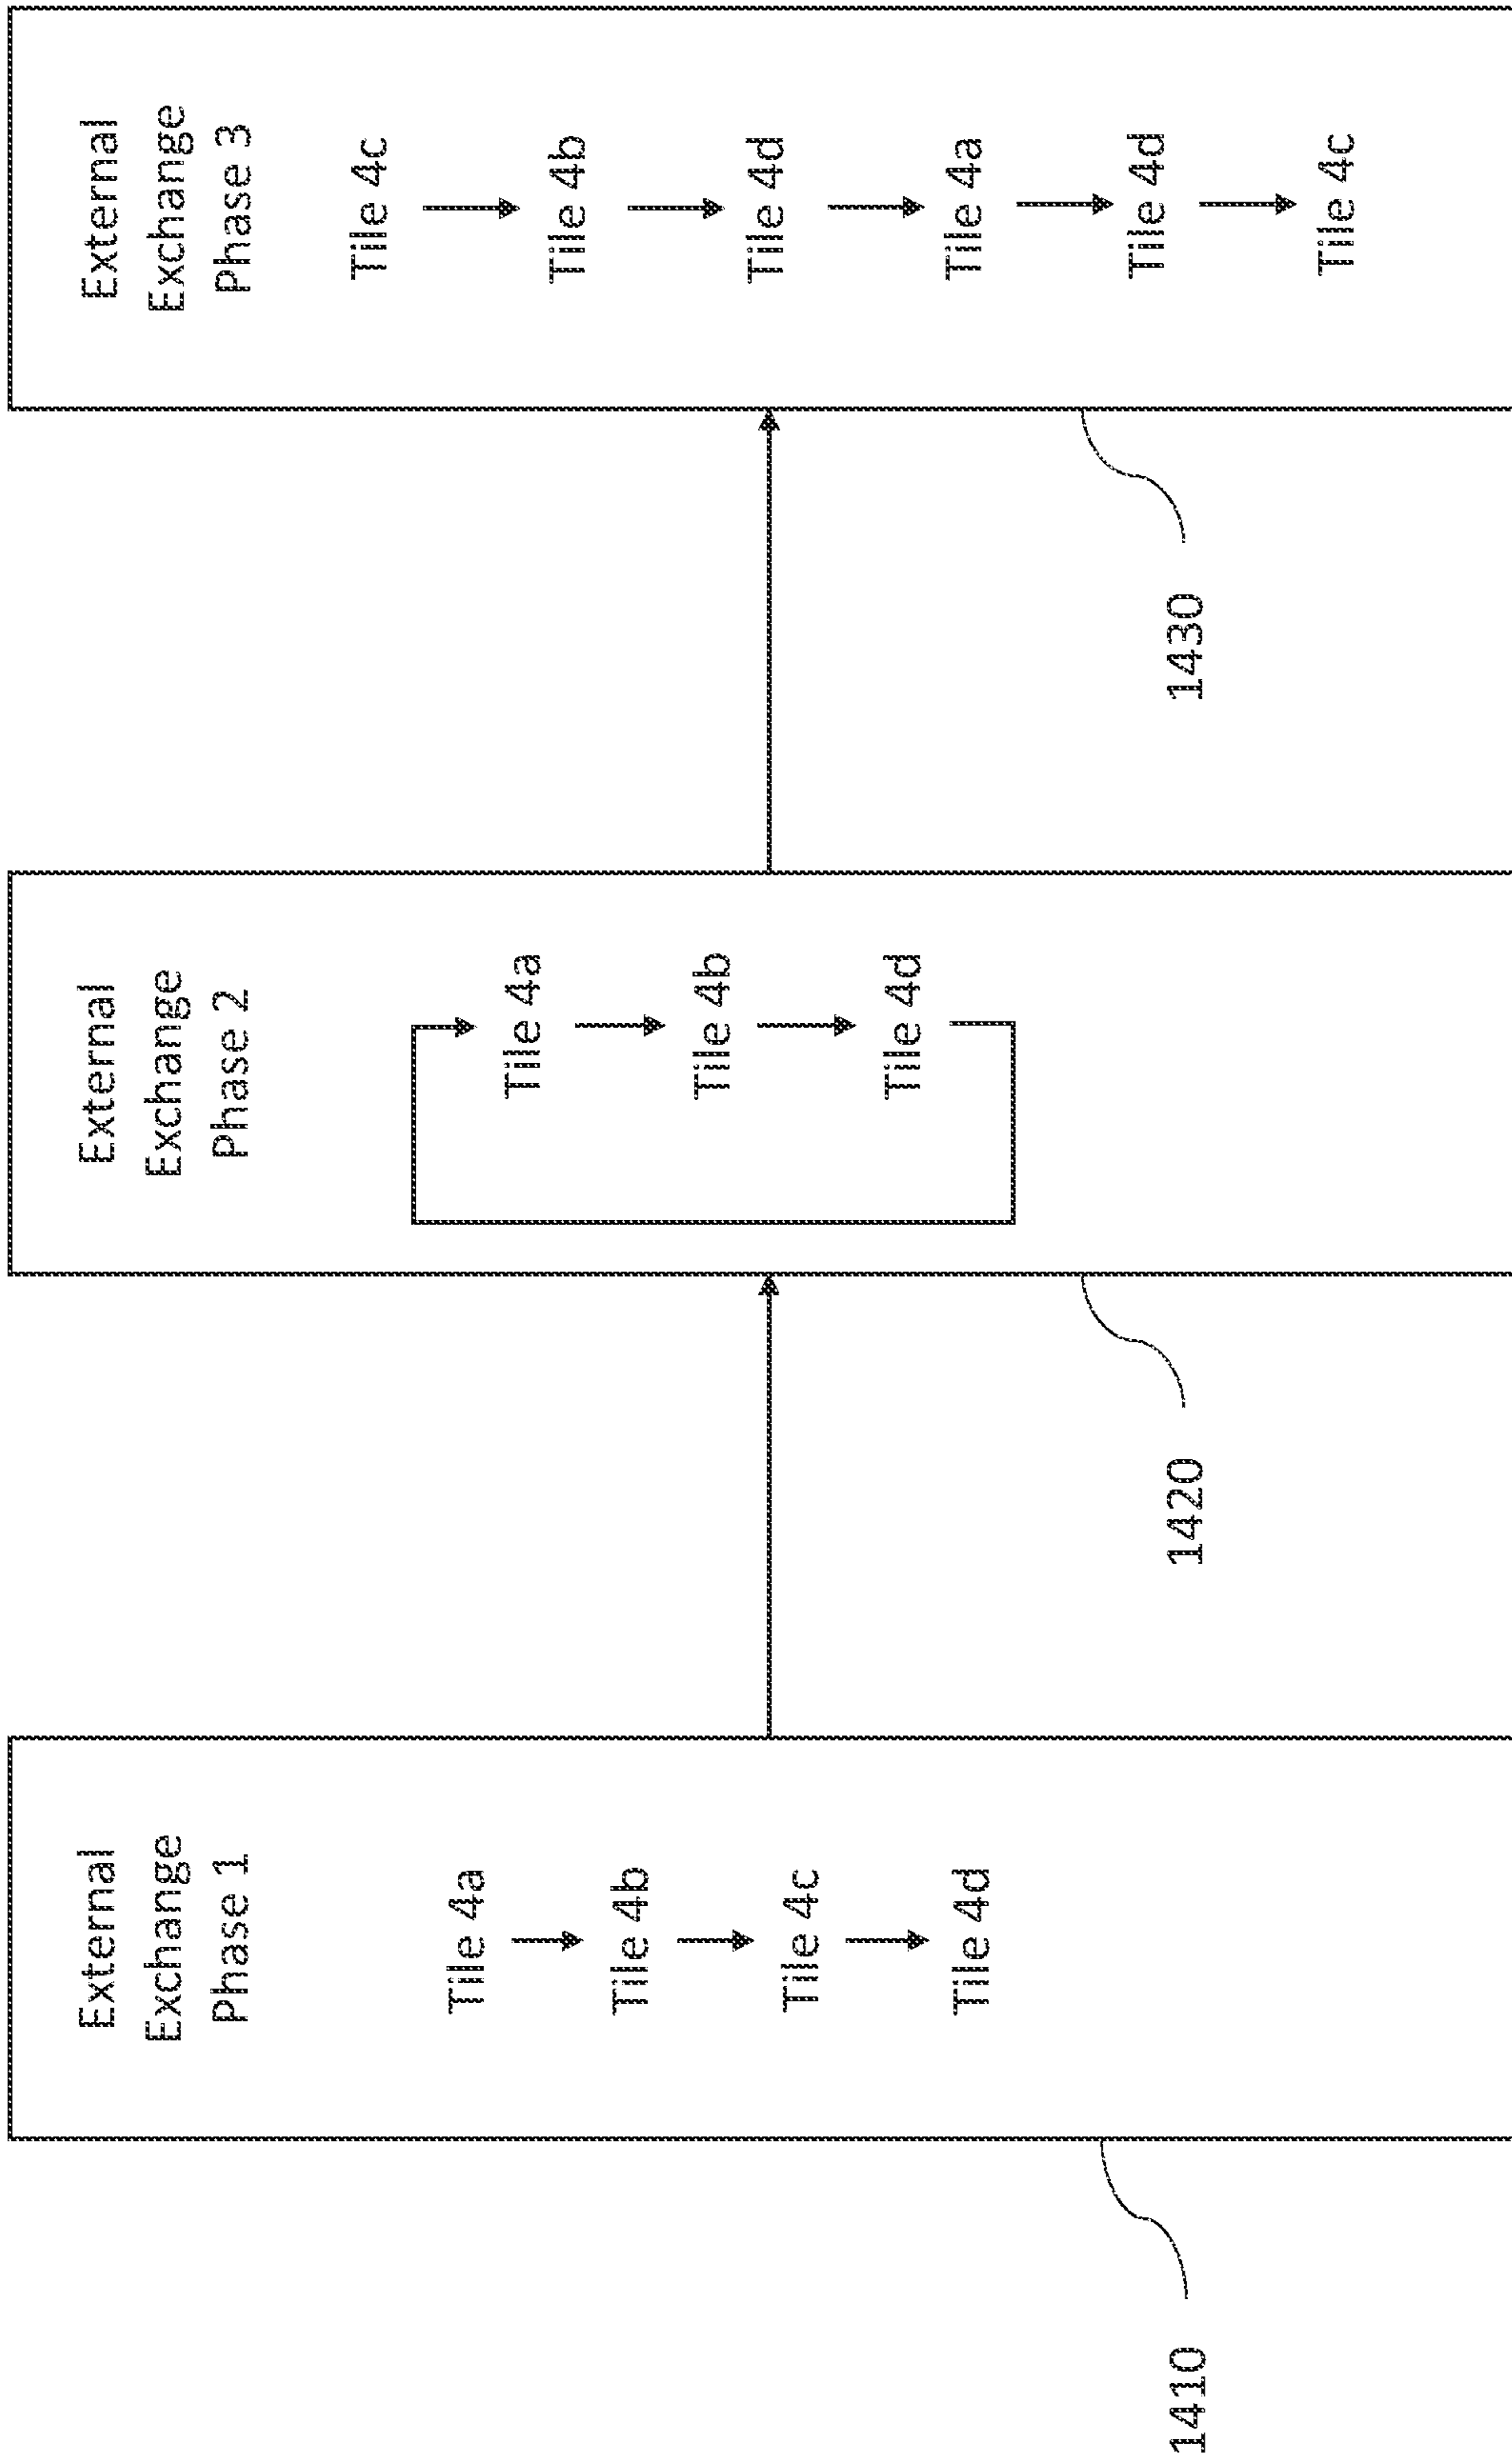 External
Exchange
Phase 1
Tile 4a
Tile 4b
Tile 4c
Tile 4d
1410
External
Exchange
Phase 2
Tile 4a
Tile 4b
Tile 4d
1420
External
Exchange
Phase 3
Tile 4c
Tile 4b
Tile 4d
Tile 4a
Tile 4d
Tile 4c
1430